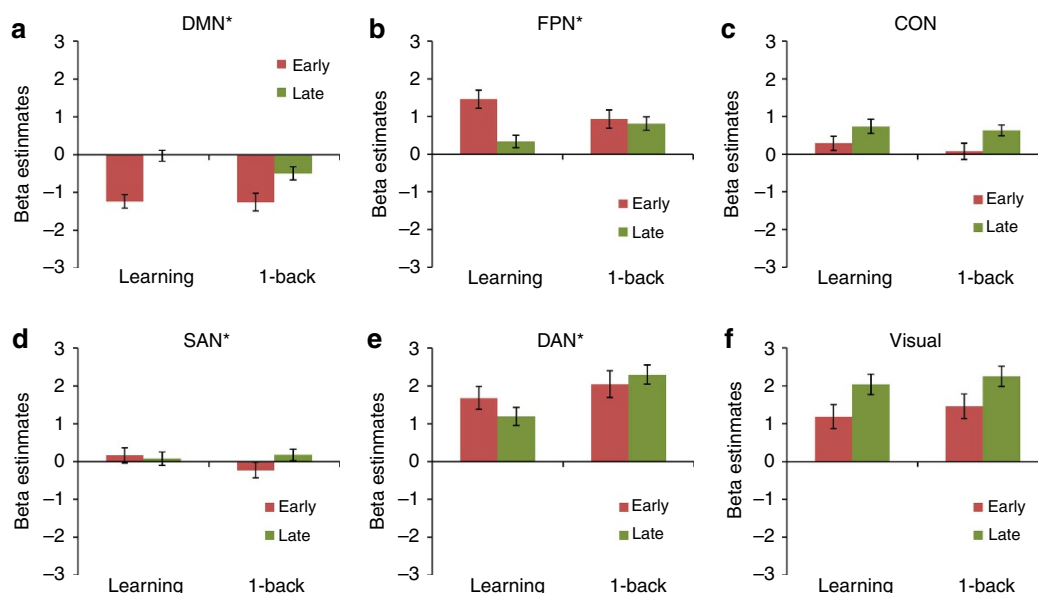 a DMN*
3
2
1
0
–1
–2
–3
Beta estimates
Early
Late
Learning 1-back
b FPN*
3
2
1
0
–1
–2
–3
Beta estimates
Early
Late
Learning 1-back
c CON
3
2
1
0
–1
–2
–3
Beta estimates
Early
Late
Learning 1-back
d SAN*
3
2
1
0
–1
–2
–3
Beta estimates
Early
Late
Learning 1-back
e DAN*
3
2
1
0
–1
–2
–3
Beta estimates
Early
Late
Learning 1-back
f Visual
3
2
1
0
–1
–2
–3
Beta estinmates
Early
Late
Learning 1-back